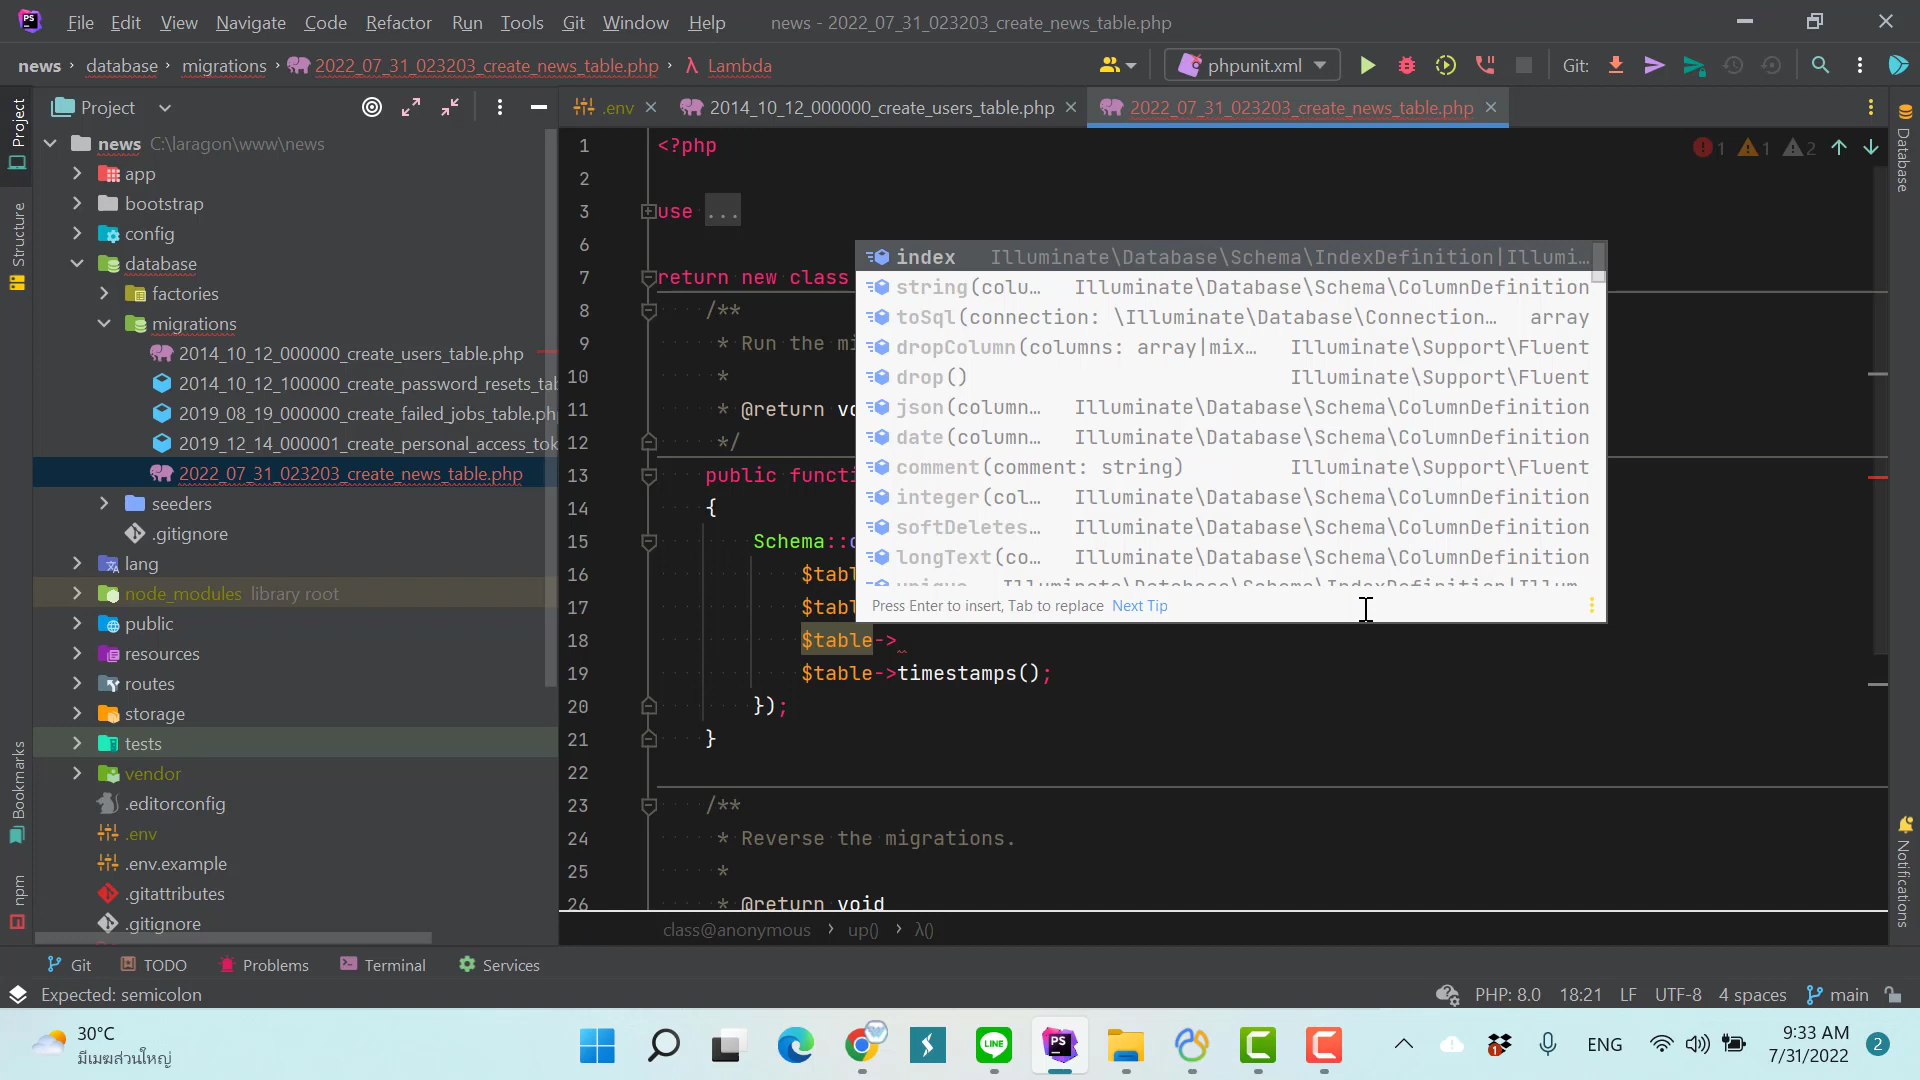 File Edit View Navigate Code Refactor Run Tools Git Window Help news - 2022_07_31_023203_create_news_table.php
news › database › migrations › 2022_07_31_023203_create_news_table.php › λ Lambda phpunit.xml Git:
Project .env 2014_10_12_000000_create_users_table.php 2022_07_31_023203_create_news_table.php
Project
Structure
Bookmarks
npm
news C:\laragon\www\news
app
bootstrap
config
database
factories
migrations
2014_10_12_000000_create_users_table.php
2014_10_12_100000_create_password_resets_ta
2019_08_19_000000_create_failed_jobs_table.ph
2019_12_14_000001_create_personal_access_tok
2022_07_31_023203_create_news_table.php
seeders
.gitignore
lang
node_modules library root
public
resources
routes
storage
tests
vendor
.editorconfig
.env
.env.example
.gitattributes
.gitignore
1 <?php
2
3 use ...
6
7 return new class
8 /**
9 * Run the mi
10 *
11 * @return vo
12 */
13 public functi
14 {
15 Schema::c
16 $tabl
17 $tabl
18 $table->
19 $table->timestamps();
20 });
21 }
22
23 /**
24 * Reverse the migrations.
25 *
26 * @return void
1 1 2
index Illuminate\Database\Schema\IndexDefinition|Illumi…
string(colu… Illuminate\Database\Schema\ColumnDefinition
toSql(connection: \Illuminate\Database\Connection… array
dropColumn(columns: array|mix… Illuminate\Support\Fluent
drop() Illuminate\Support\Fluent
json(column… Illuminate\Database\Schema\ColumnDefinition
date(column… Illuminate\Database\Schema\ColumnDefinition
comment(comment: string) Illuminate\Support\Fluent
integer(col… Illuminate\Database\Schema\ColumnDefinition
softDeletes… Illuminate\Database\Schema\ColumnDefinition
longText(co… Illuminate\Database\Schema\ColumnDefinition
Press Enter to insert, Tab to replace Next Tip
Database
Notifications
class@anonymous › up() › λ()
Git TODO Problems Terminal Services
Expected: semicolon PHP: 8.0 18:21 LF UTF-8 4 spaces main
30°C
มีเมฆส่วนใหญ่
PS
LINE
1
ENG
9:33 AM
7/31/2022
2